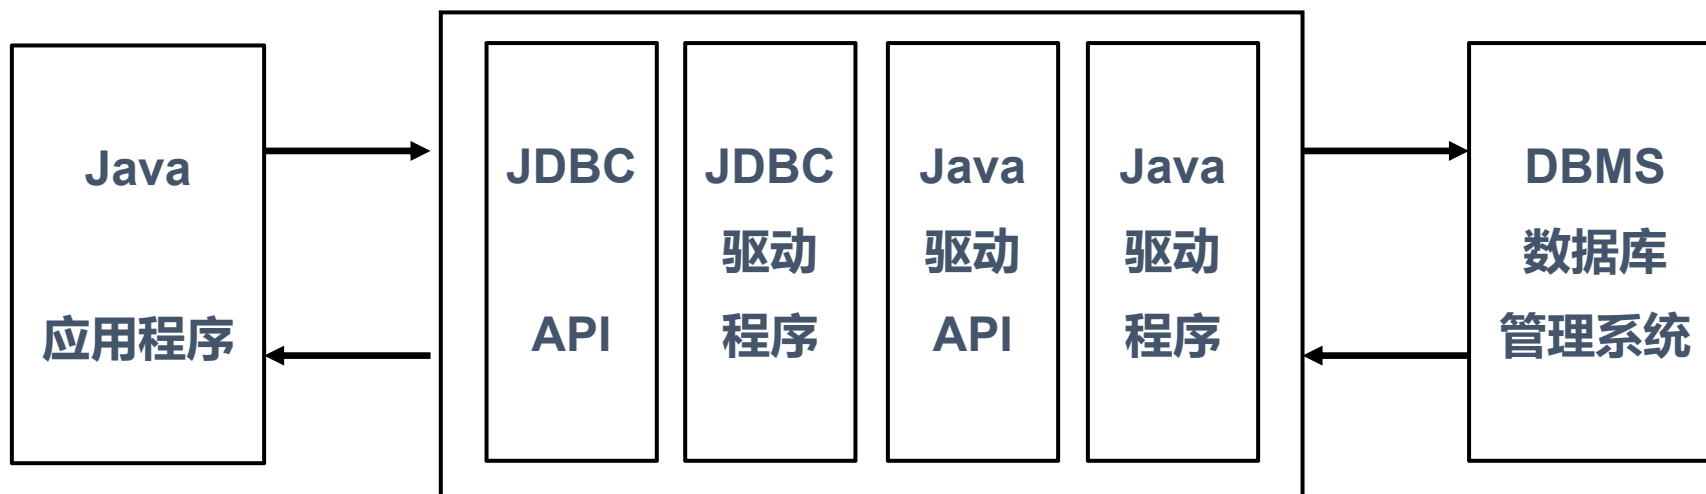 Java
应用程序
JDBC
API
JDBC
驱动
程序
Java
驱动
API
Java
驱动
程序
DBMS
数据库
管理系统